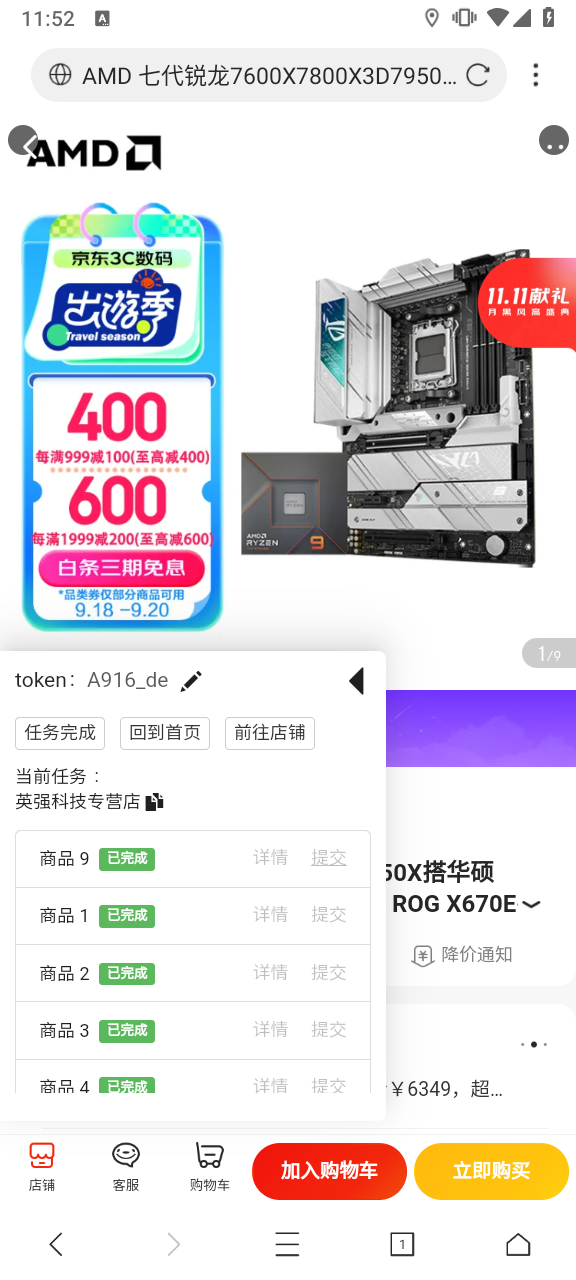 11:52
A
AMD 七代锐龙7600X7800X3D7950...
AMD
京东3C数码
出游季
Travel season
400
每满999减100(至高减400)
600
每满1999减200(至高减600)
白条三期免息
*品类券仅部分商品可用
9.18 -9.20
AMD
RYZEN
9
11.11献礼
月黑风高盛典
1/9
token: A916_de
任务完成
回到首页
前往店铺
当前任务：
英强科技专营店
商品 9 已完成 详情 提交
商品 1 已完成 详情 提交
商品 2 已完成 详情 提交
商品 3 已完成 详情 提交
商品 4 已完成 详情 提交
50X搭华硕
ROG X670E
降价通知
￥6349，超...
店铺
客服
购物车
加入购物车
立即购买
1